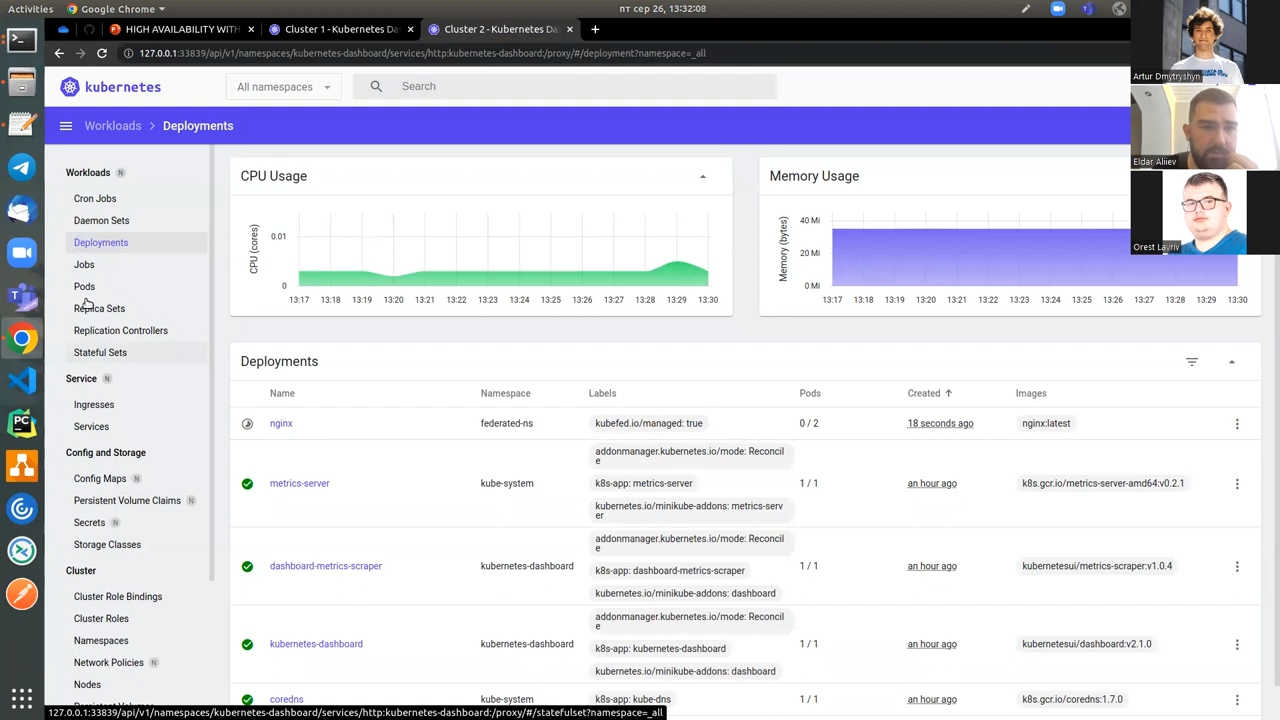 Activities
Google Chrome
пт сер 26, 13:32:08
HIGH AVAILABILITY WITH
Cluster 1 - Kubernetes Da
Cluster 2 - Kubernetes Da
127.0.0.1:33839/api/v1/namespaces/kubernetes-dashboard/services/http:kubernetes-dashboard:/proxy/#/deployment?namespace=_all
kubernetes
All namespaces
Search
Workloads
Deployments
Artur Dmytryshyn
Eldar Aliiev
Orest Lavriv
Workloads N
Cron Jobs
Daemon Sets
Deployments
Jobs
Pods
Replica Sets
Replication Controllers
Stateful Sets
Service N
Ingresses
Services
Config and Storage
Config Maps N
Persistent Volume Claims N
Secrets N
Storage Classes
Cluster
Cluster Role Bindings
Cluster Roles
Namespaces
Network Policies N
Nodes
CPU Usage
CPU (cores)
0.01
0
13:17 13:18 13:19 13:20 13:21 13:22 13:23 13:24 13:25 13:26 13:27 13:28 13:29 13:30
Memory Usage
Memory (bytes)
40 Mi
20 Mi
0 Mi
13:17 13:18 13:19 13:20 13:21 13:22 13:23 13:24 13:25 13:26 13:27 13:28 13:29 13:30
Deployments
Name Namespace Labels Pods Created Images
nginx federated-ns kubefed.io/managed: true 0 / 2 18 seconds ago nginx:latest
addonmanager.kubernetes.io/mode: Reconcil
e
metrics-server kube-system k8s-app: metrics-server 1 / 1 an hour ago k8s.gcr.io/metrics-server-amd64:v0.2.1
kubernetes.io/minikube-addons: metrics-serv
er
addonmanager.kubernetes.io/mode: Reconcil
e
dashboard-metrics-scraper kubernetes-dashboard k8s-app: dashboard-metrics-scraper 1 / 1 an hour ago kubernetesui/metrics-scraper:v1.0.4
kubernetes.io/minikube-addons: dashboard
addonmanager.kubernetes.io/mode: Reconcil
e
kubernetes-dashboard kubernetes-dashboard k8s-app: kubernetes-dashboard 1 / 1 an hour ago kubernetesui/dashboard:v2.1.0
kubernetes.io/minikube-addons: dashboard
coredns kube-system k8s-app: kube-dns 1 / 1 an hour ago k8s.gcr.io/coredns:1.7.0
127.0.0.1:33839/api/v1/namespaces/kubernetes-dashboard/services/http:kubernetes-dashboard:/proxy/#/statefulset?namespace=_all